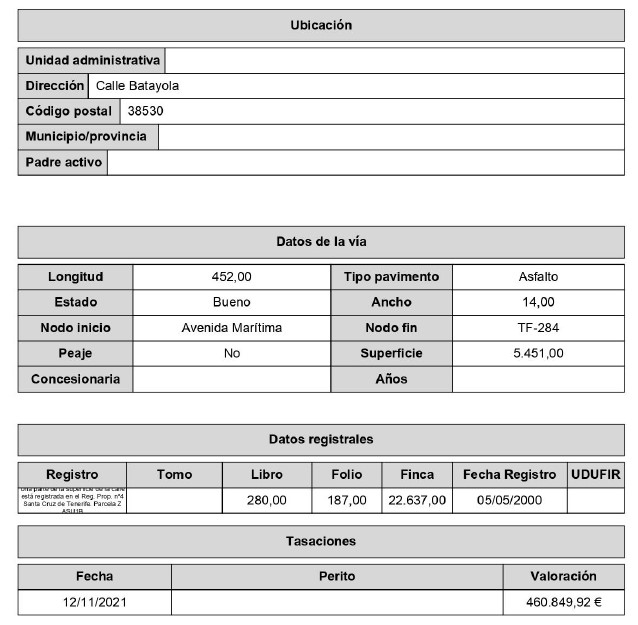 Ubicación
Unidad administrativa
Dirección Calle Batayola
Código postal 38530
Municipio/provincia
Padre activo
Datos de la vía
Longitud 452,00 Tipo pavimento Asfalto
Estado Bueno Ancho 14,00
Nodo inicio Avenida Marítima Nodo fin TF-284
Peaje No Superficie 5.451,00
Concesionaria Años
Datos registrales
Registro Tomo Libro Folio Finca Fecha Registro UDUFIR
Una parte de la superficie de la calle
está registrada en el Reg. Prop. nº4 280,00 187,00 22.637,00 05/05/2000
Santa Cruz de Tenerife. Parcela Z
Tasaciones
Fecha Perito Valoración
12/11/2021 460.849,92 €